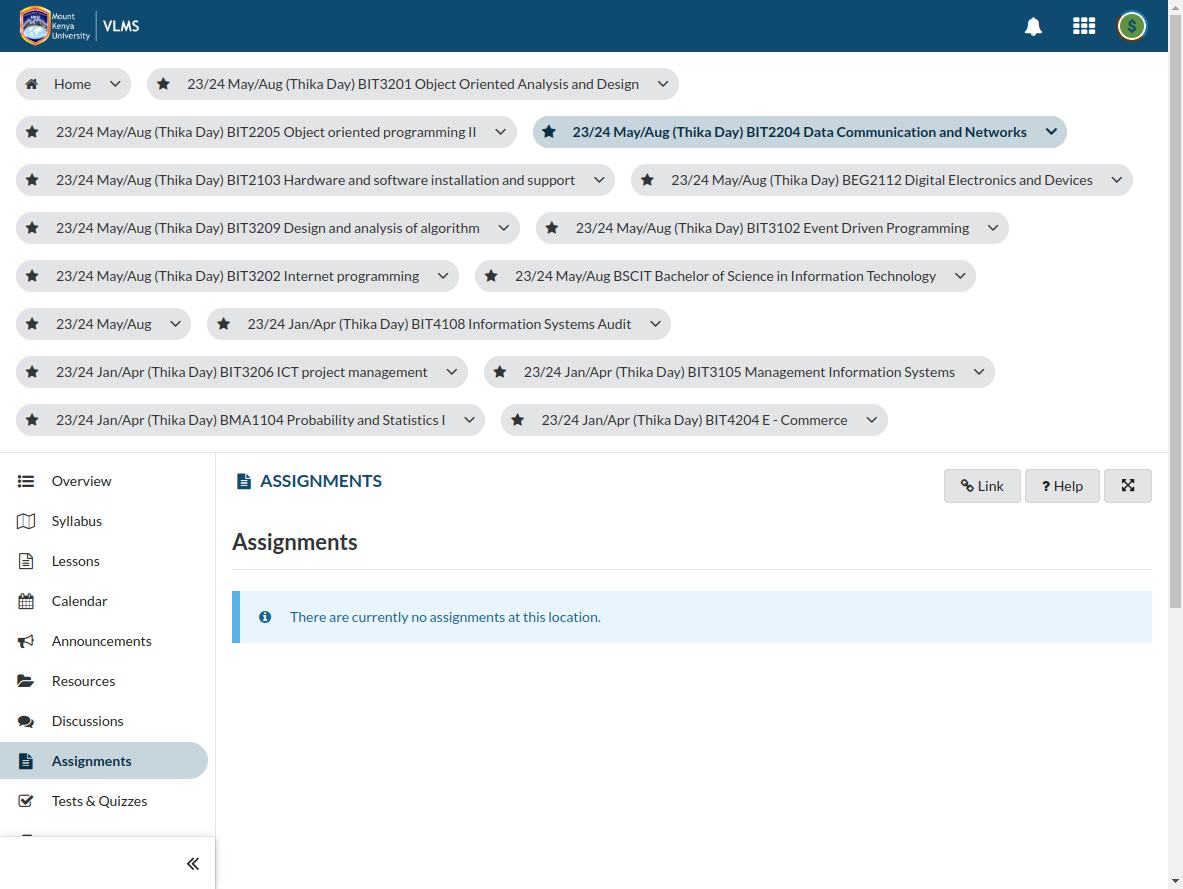 Mount
Kenya
University
VLMS
Home
23/24 May/Aug (Thika Day) BIT3201 Object Oriented Analysis and Design
23/24 May/Aug (Thika Day) BIT2205 Object oriented programming II
23/24 May/Aug (Thika Day) BIT2204 Data Communication and Networks
23/24 May/Aug (Thika Day) BIT2103 Hardware and software installation and support
23/24 May/Aug (Thika Day) BEG2112 Digital Electronics and Devices
23/24 May/Aug (Thika Day) BIT3209 Design and analysis of algorithm
23/24 May/Aug (Thika Day) BIT3102 Event Driven Programming
23/24 May/Aug (Thika Day) BIT3202 Internet programming
23/24 May/Aug BSCIT Bachelor of Science in Information Technology
23/24 May/Aug
23/24 Jan/Apr (Thika Day) BIT4108 Information Systems Audit
23/24 Jan/Apr (Thika Day) BIT3206 ICT project management
23/24 Jan/Apr (Thika Day) BIT3105 Management Information Systems
23/24 Jan/Apr (Thika Day) BMA1104 Probability and Statistics I
23/24 Jan/Apr (Thika Day) BIT4204 E - Commerce
Overview
Syllabus
Lessons
Calendar
Announcements
Resources
Discussions
Assignments
Tests & Quizzes
ASSIGNMENTS
Link
? Help
Assignments
There are currently no assignments at this location.